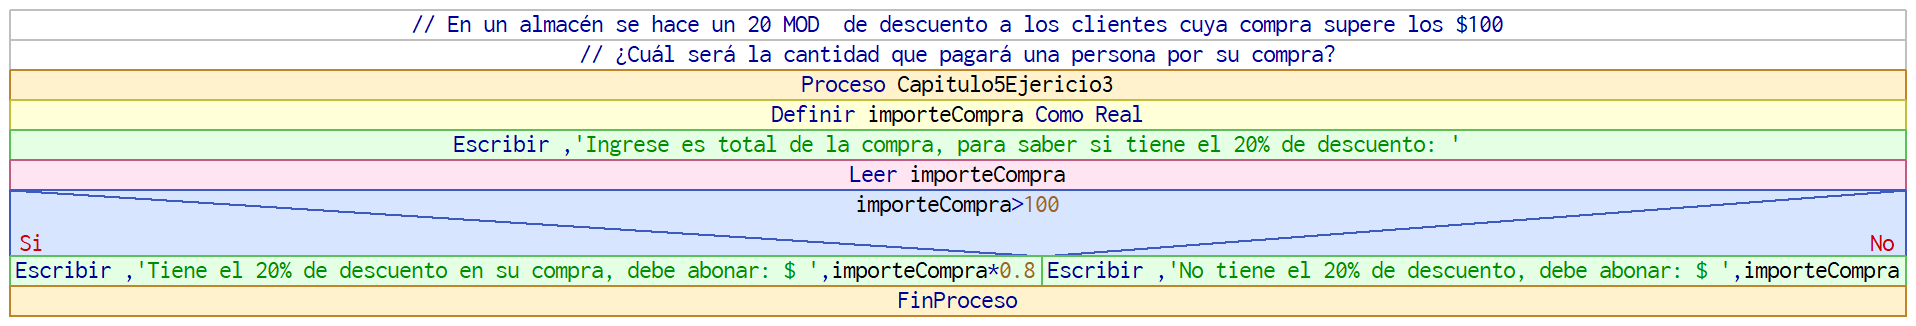 // En un almacén se hace un 20 MOD  de descuento a los clientes cuya compra supere los $100
// ¿Cuál será la cantidad que pagará una persona por su compra?
Proceso Capitulo5Ejericio3
Definir importeCompra Como Real
Escribir ,'Ingrese es total de la compra, para saber si tiene el 20% de descuento: '
Leer importeCompra
importeCompra>100
Si
No
Escribir ,'Tiene el 20% de descuento en su compra, debe abonar: $ ',importeCompra*0.8
Escribir ,'No tiene el 20% de descuento, debe abonar: $ ',importeCompra
FinProceso